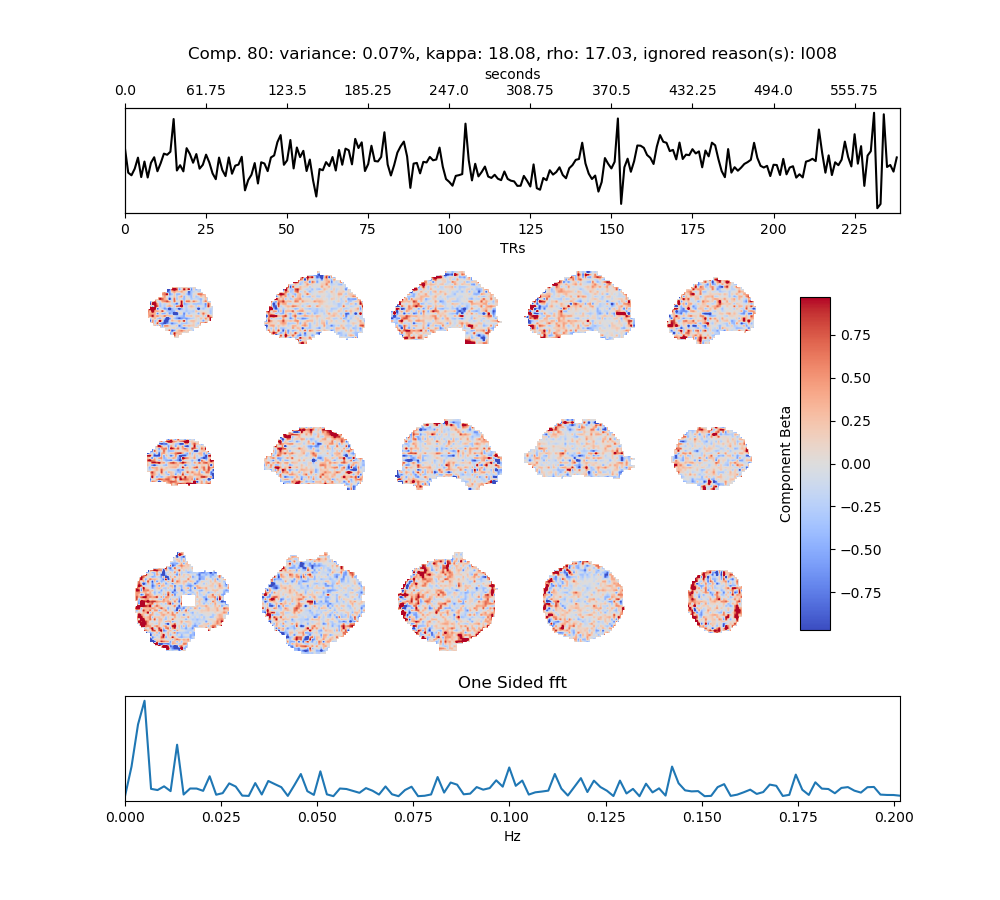 Comp. 80: variance: 0.07%, kappa: 18.08, rho: 17.03, ignored reason(s): I008
seconds
0.0 61.75 123.5 185.25 247.0 308.75 370.5 432.25 494.0 555.75
0 25 50 75 100 125 150 175 200 225
TRs
0.75
0.50
0.25
0.00
−0.25
−0.50
−0.75
Component Beta
One Sided fft
0.000 0.025 0.050 0.075 0.100 0.125 0.150 0.175 0.200
Hz